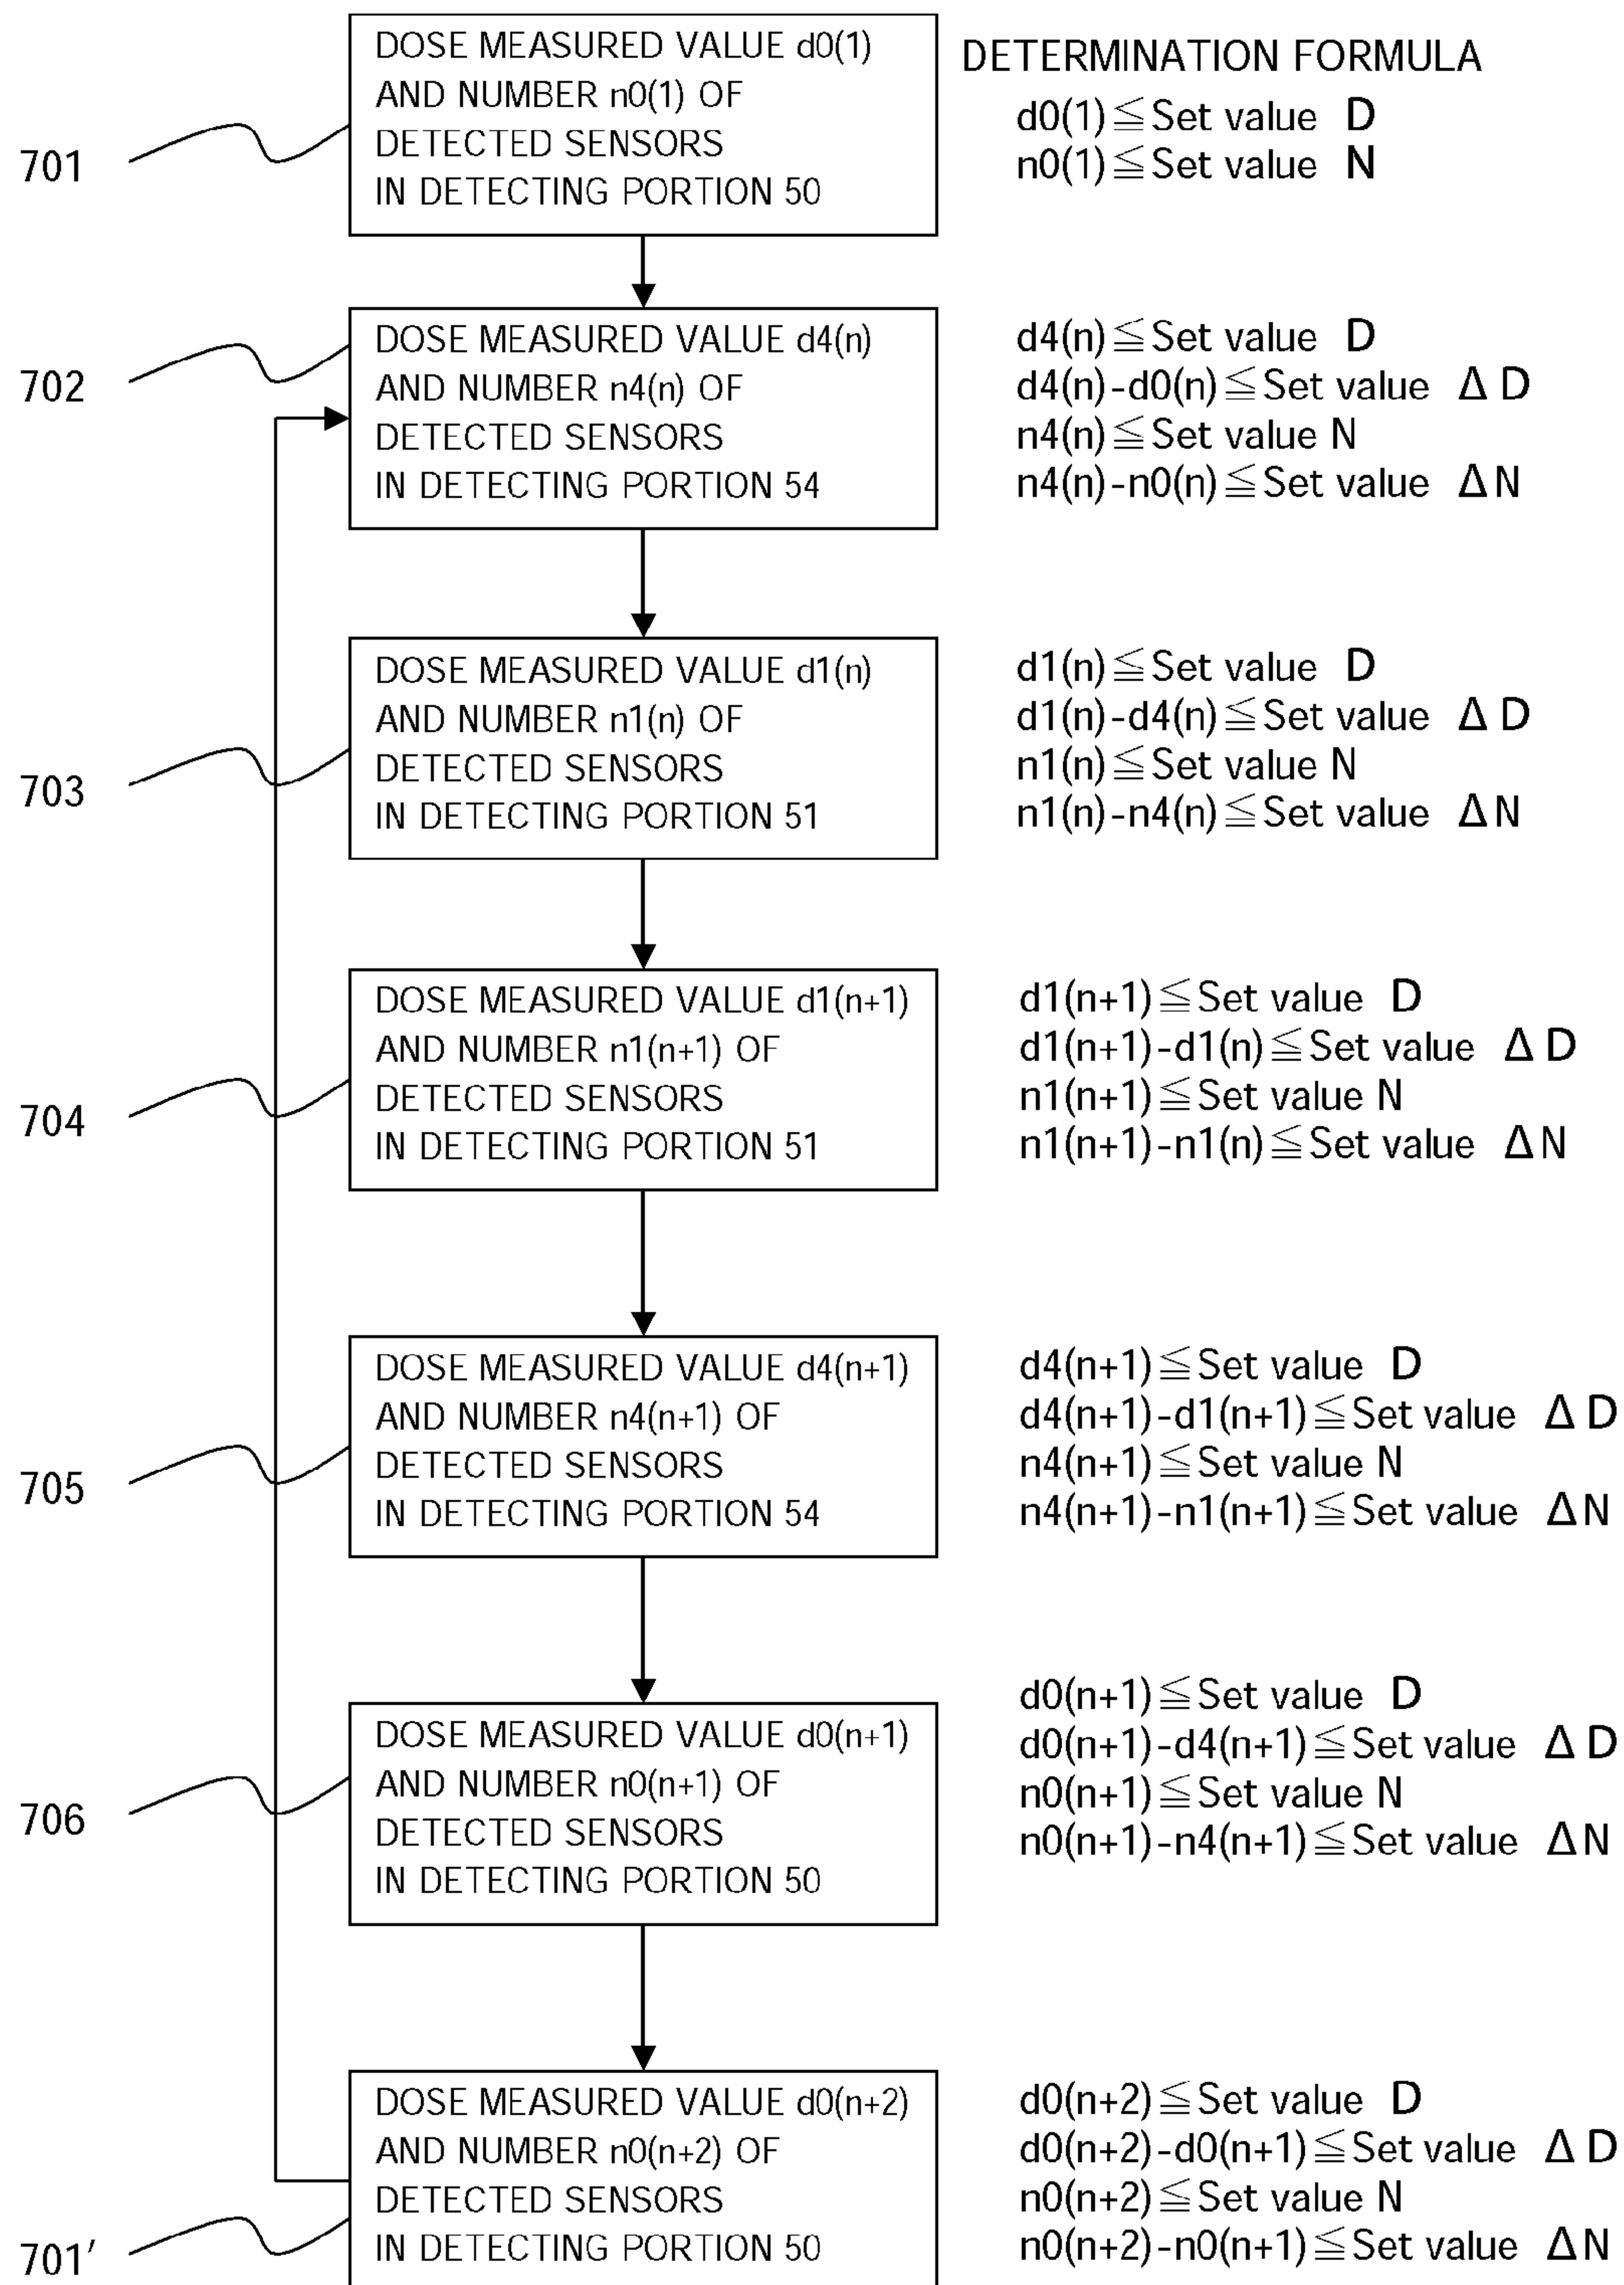 DOSE MEASURED VALUE d0(1)
AND NUMBER n0(1) OF
DETECTED SENSORS
IN DETECTING PORTION 50
701
DETERMINATION FORMULA
d0(1)≦Set value D
n0(1)≦Set value N
DOSE MEASURED VALUE d4(n)
AND NUMBER n4(n) OF
DETECTED SENSORS
IN DETECTING PORTION 54
702
d4(n)≦Set value D
d4(n)-d0(n)≦Set value Δ D
n4(n)≦Set value N
n4(n)-n0(n)≦Set value Δ N
DOSE MEASURED VALUE d1(n)
AND NUMBER n1(n) OF
DETECTED SENSORS
IN DETECTING PORTION 51
703
d1(n)≦Set value D
d1(n)-d4(n)≦Set value Δ D
n1(n)≦Set value N
n1(n)-n4(n)≦Set value Δ N
DOSE MEASURED VALUE d1(n+1)
AND NUMBER n1(n+1) OF
DETECTED SENSORS
IN DETECTING PORTION 51
704
d1(n+1)≦Set value D
d1(n+1)-d1(n)≦Set value Δ D
n1(n+1)≦Set value N
n1(n+1)-n1(n)≦Set value Δ N
DOSE MEASURED VALUE d4(n+1)
AND NUMBER n4(n+1) OF
DETECTED SENSORS
IN DETECTING PORTION 54
705
d4(n+1)≦Set value D
d4(n+1)-d1(n+1)≦Set value Δ D
n4(n+1)≦Set value N
n4(n+1)-n1(n+1)≦Set value Δ N
DOSE MEASURED VALUE d0(n+1)
AND NUMBER n0(n+1) OF
DETECTED SENSORS
IN DETECTING PORTION 50
706
d0(n+1)≦Set value D
d0(n+1)-d4(n+1)≦Set value Δ D
n0(n+1)≦Set value N
n0(n+1)-n4(n+1)≦Set value Δ N
DOSE MEASURED VALUE d0(n+2)
AND NUMBER n0(n+2) OF
DETECTED SENSORS
IN DETECTING PORTION 50
701′
d0(n+2)≦Set value D
d0(n+2)-d0(n+1)≦Set value Δ D
n0(n+2)≦Set value N
n0(n+2)-n0(n+1)≦Set value Δ N